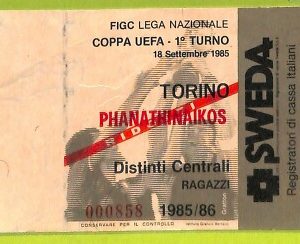 FIGC LEGA NAZIONALE
COPPA UEFA - 1° TURNO
18 Settembre 1985
TORINO
PHANATHINAIKOS
RIDOTTI
Distinti Centrali
RAGAZZI
000858 1985/86
CONSERVARE PER IL CONTROLLO
SWEDA
Registratori di cassa italiani